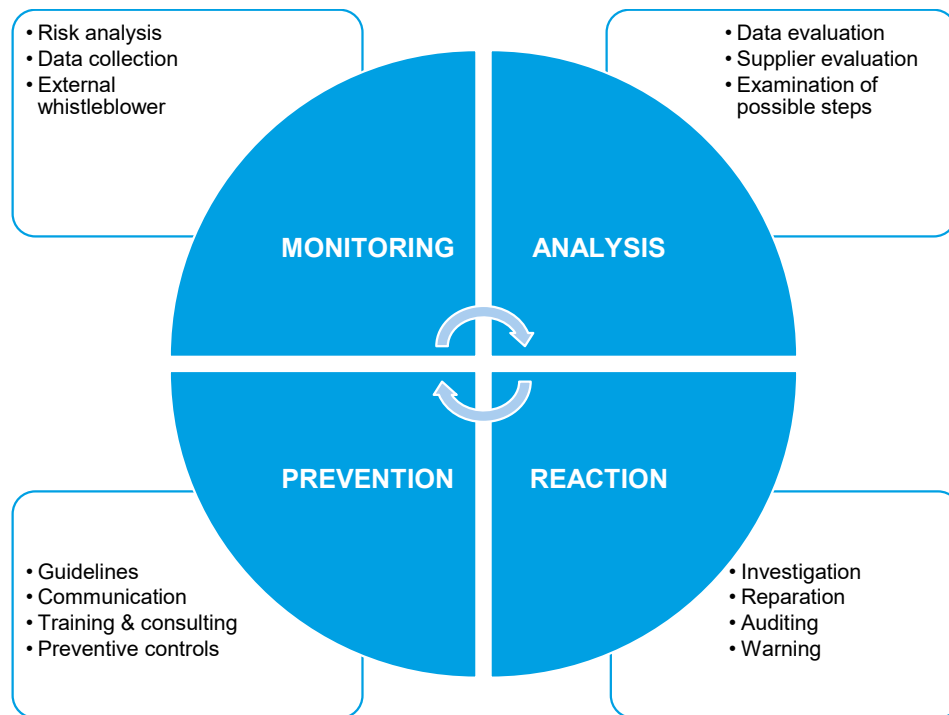 • Risk analysis
• Data collection
• External
whistleblower
• Data evaluation
• Supplier evaluation
• Examination of
possible steps
MONITORING
ANALYSIS
PREVENTION
REACTION
• Guidelines
• Communication
• Training & consulting
• Preventive controls
• Investigation
• Reparation
• Auditing
• Warning